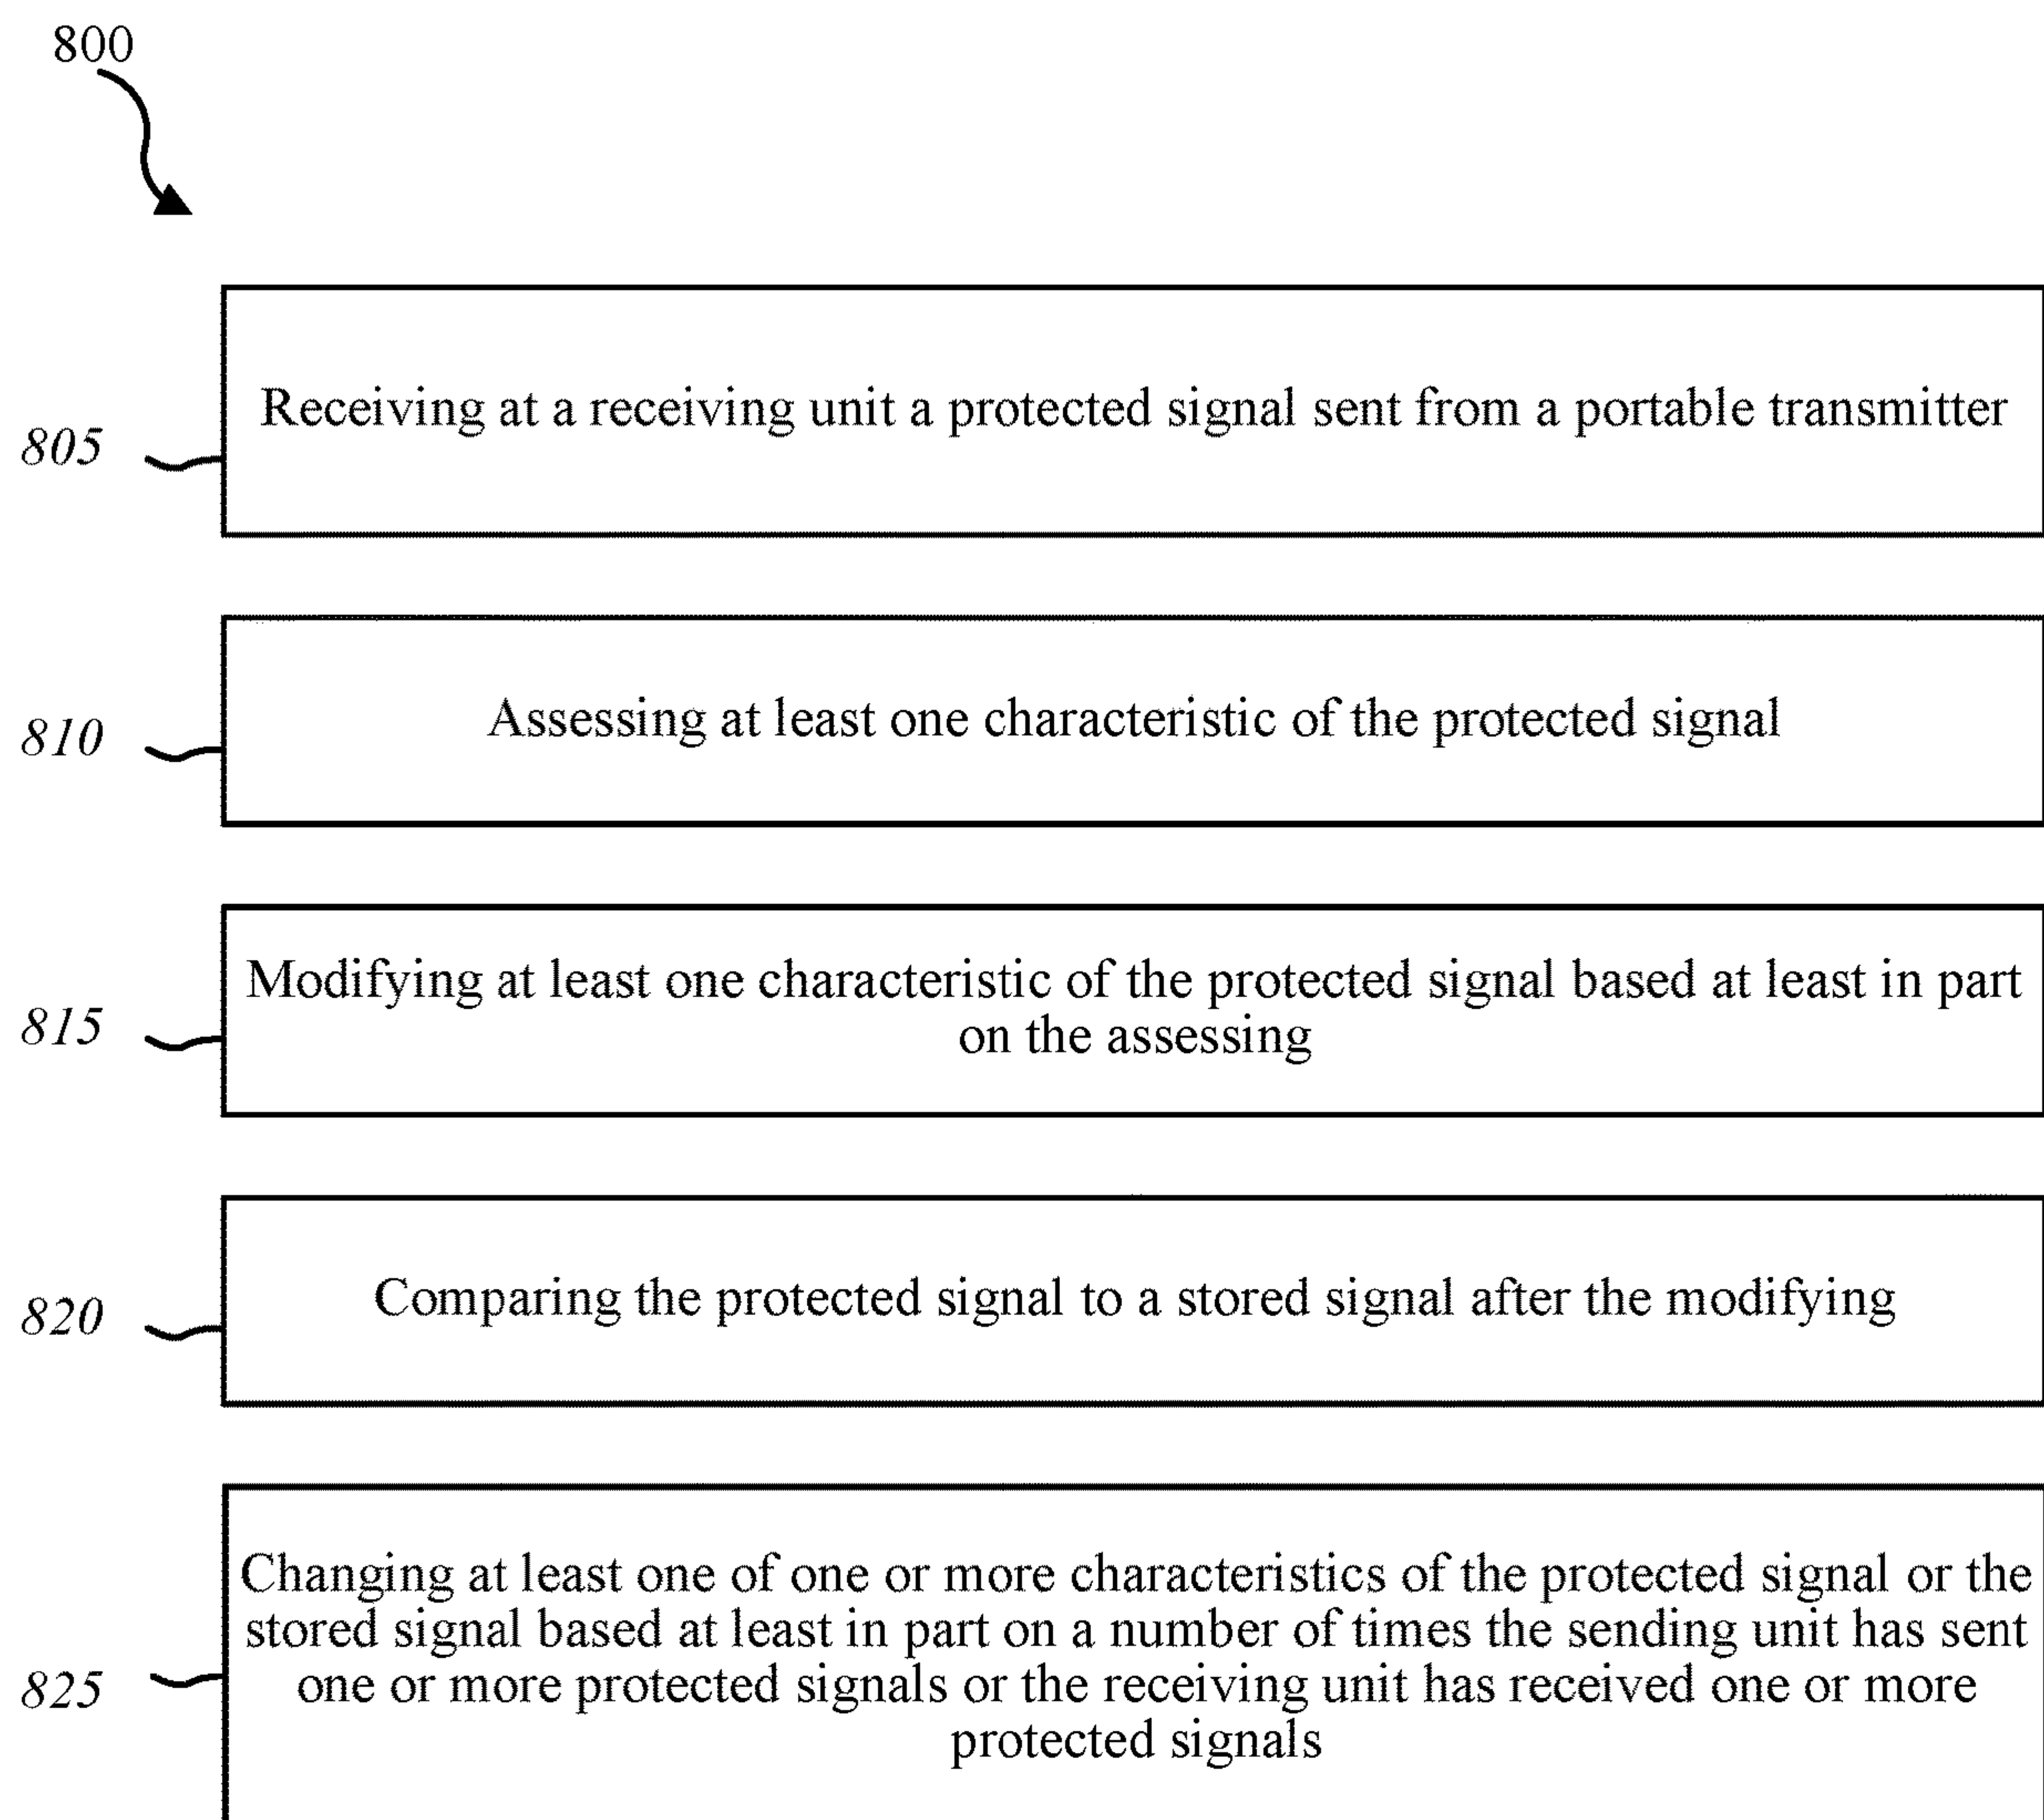 800
805
Receiving at a receiving unit a protected signal sent from a portable transmitter
810
Assessing at least one characteristic of the protected signal
815
Modifying at least one characteristic of the protected signal based at least in part
on the assessing
820
Comparing the protected signal to a stored signal after the modifying
825
Changing at least one of one or more characteristics of the protected signal or the
stored signal based at least in part on a number of times the sending unit has sent
one or more protected signals or the receiving unit has received one or more
protected signals